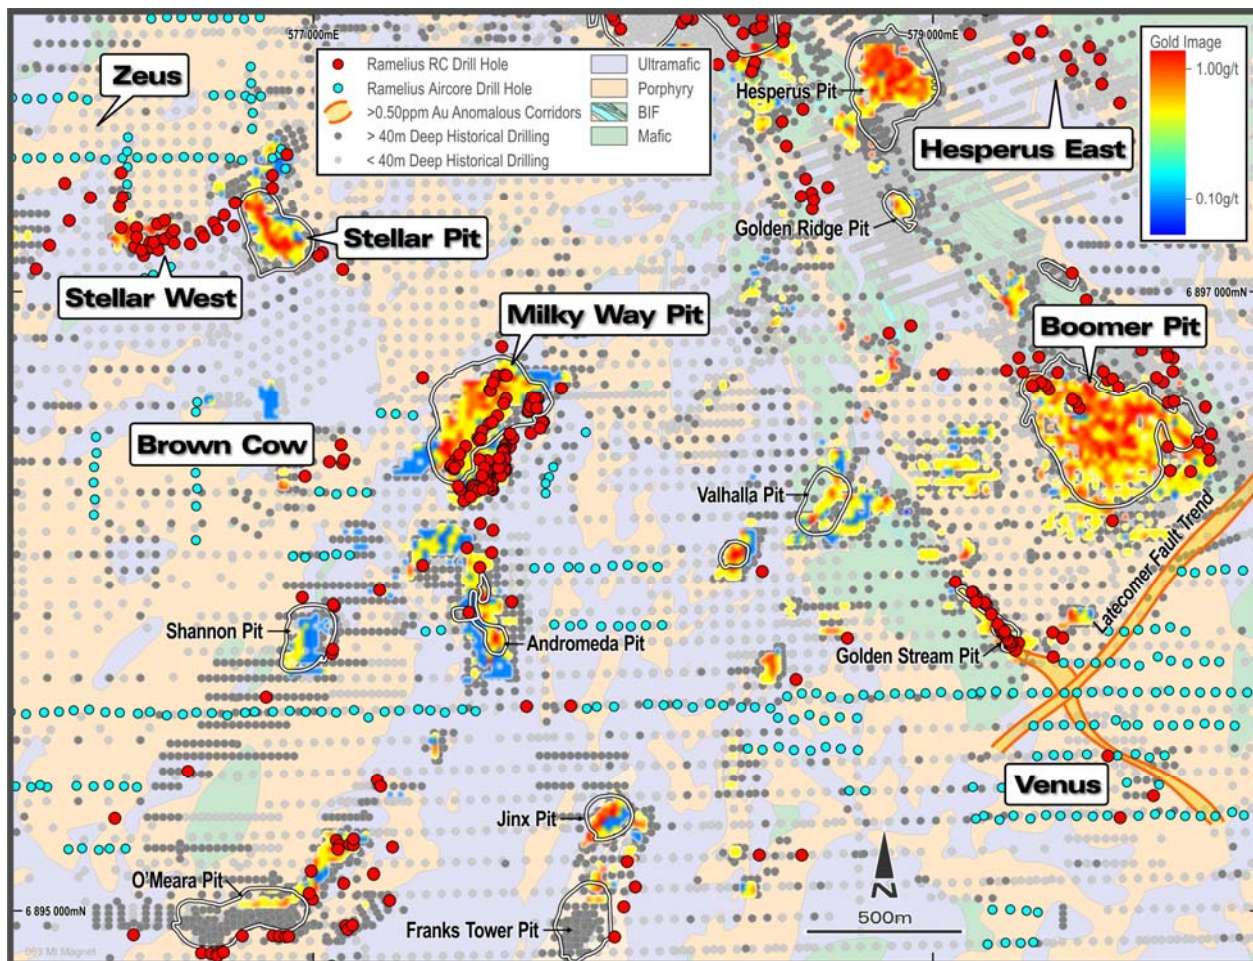 577 000mE
579 000mE
Zeus
Ramelius RC Drill Hole
Ramelius Aircore Drill Hole
>0.50ppm Au Anomalous Corridors
> 40m Deep Historical Drilling
< 40m Deep Historical Drilling
Ultramafic
Porphyry
BIF
Mafic
Hesperus Pit
Gold Image
1.00g/t
0.10g/t
Hesperus East
Golden Ridge Pit
Stellar Pit
Stellar West
6 897 000mN
Milky Way Pit
Boomer Pit
Brown Cow
Valhalla Pit
Latecomer Fault Trend
Shannon Pit
Andromeda Pit
Golden Stream Pit
Venus
Jinx Pit
O'Meara Pit
N
6 895 000mN
Franks Tower Pit
500m
063 Mt Magnet